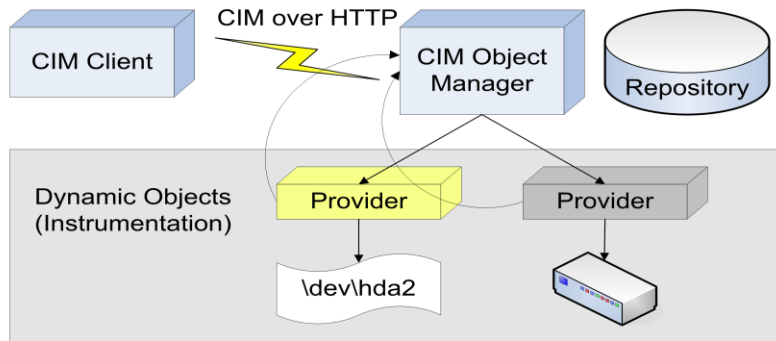 CIM over HTTP
CIM Client
CIM Object
Manager
Repository
Dynamic Objects
(Instrumentation)
Provider
Provider
\dev\hda2